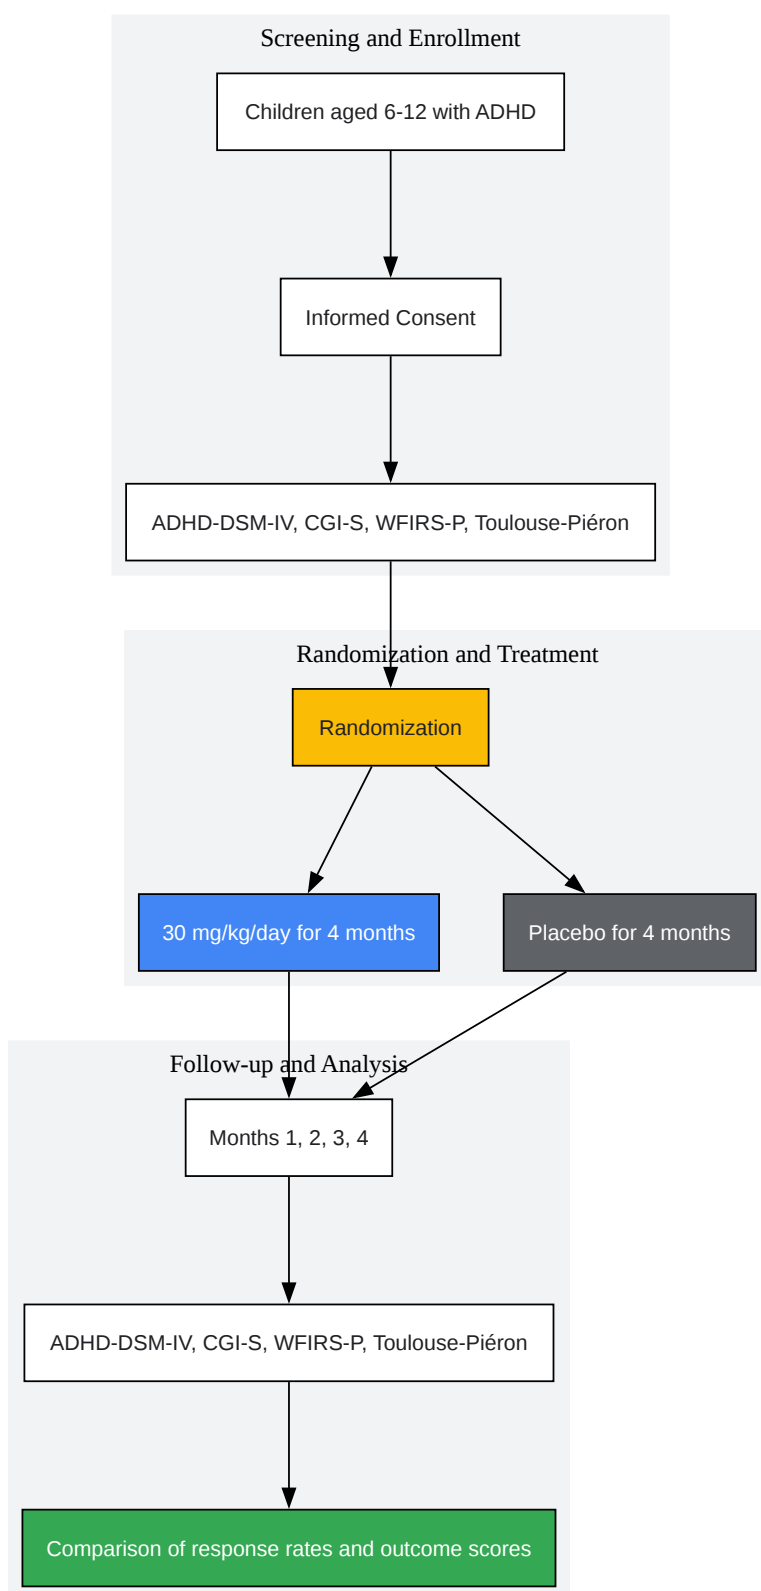 Screening and Enrollment
Children aged 6-12 with ADHD
Informed Consent
ADHD-DSM-IV, CGI-S, WFIRS-P, Toulouse-Piéron
Randomization and Treatment
Randomization
30 mg/kg/day for 4 months
Placebo for 4 months
Follow-up and Analysis
Months 1, 2, 3, 4
ADHD-DSM-IV, CGI-S, WFIRS-P, Toulouse-Piéron
Comparison of response rates and outcome scores